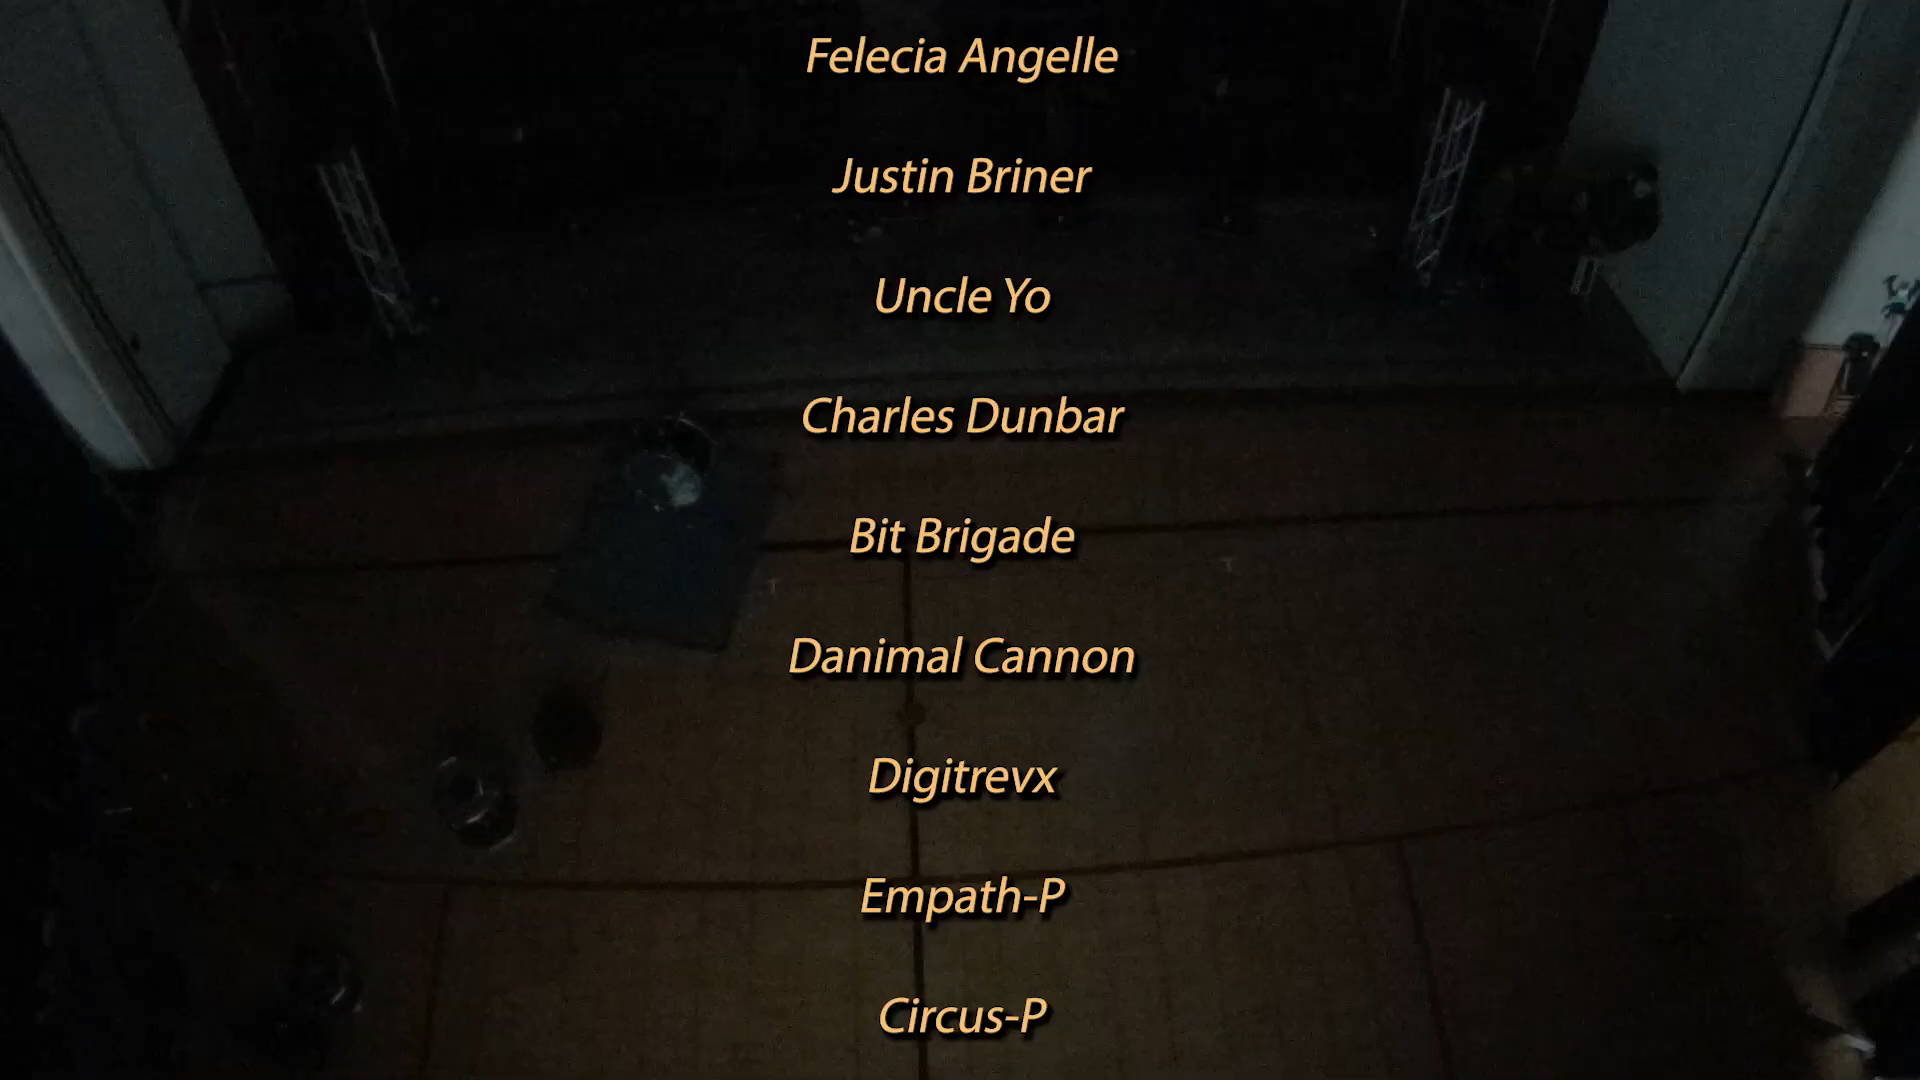 Felecia Angelle
Justin Briner
Uncle Yo
Charles Dunbar
Bit Brigade
Danimal Cannon
Digitrevx
Empath-P
Circus-P